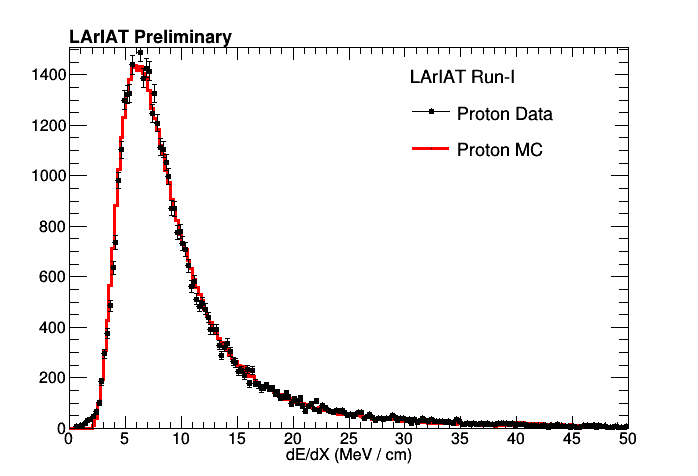 LArIAT Preliminary
1400
1200
1000
800
600
400
200
0
LArIAT Run-I
Proton Data
Proton MC
0 5 10 15 20 25 30 35 40 45 50
dE/dX (MeV / cm)